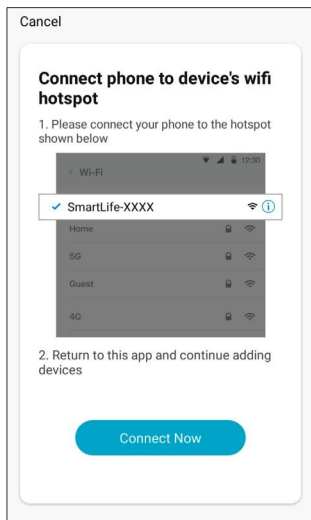 Cancel
Connect phone to device's wifi
hotspot
1. Please connect your phone to the hotspot
shown below
12:30
Wi-Fi
SmartLife-XXXX
Home
5G
Guest
4G
2. Return to this app and continue adding
devices
Connect Now